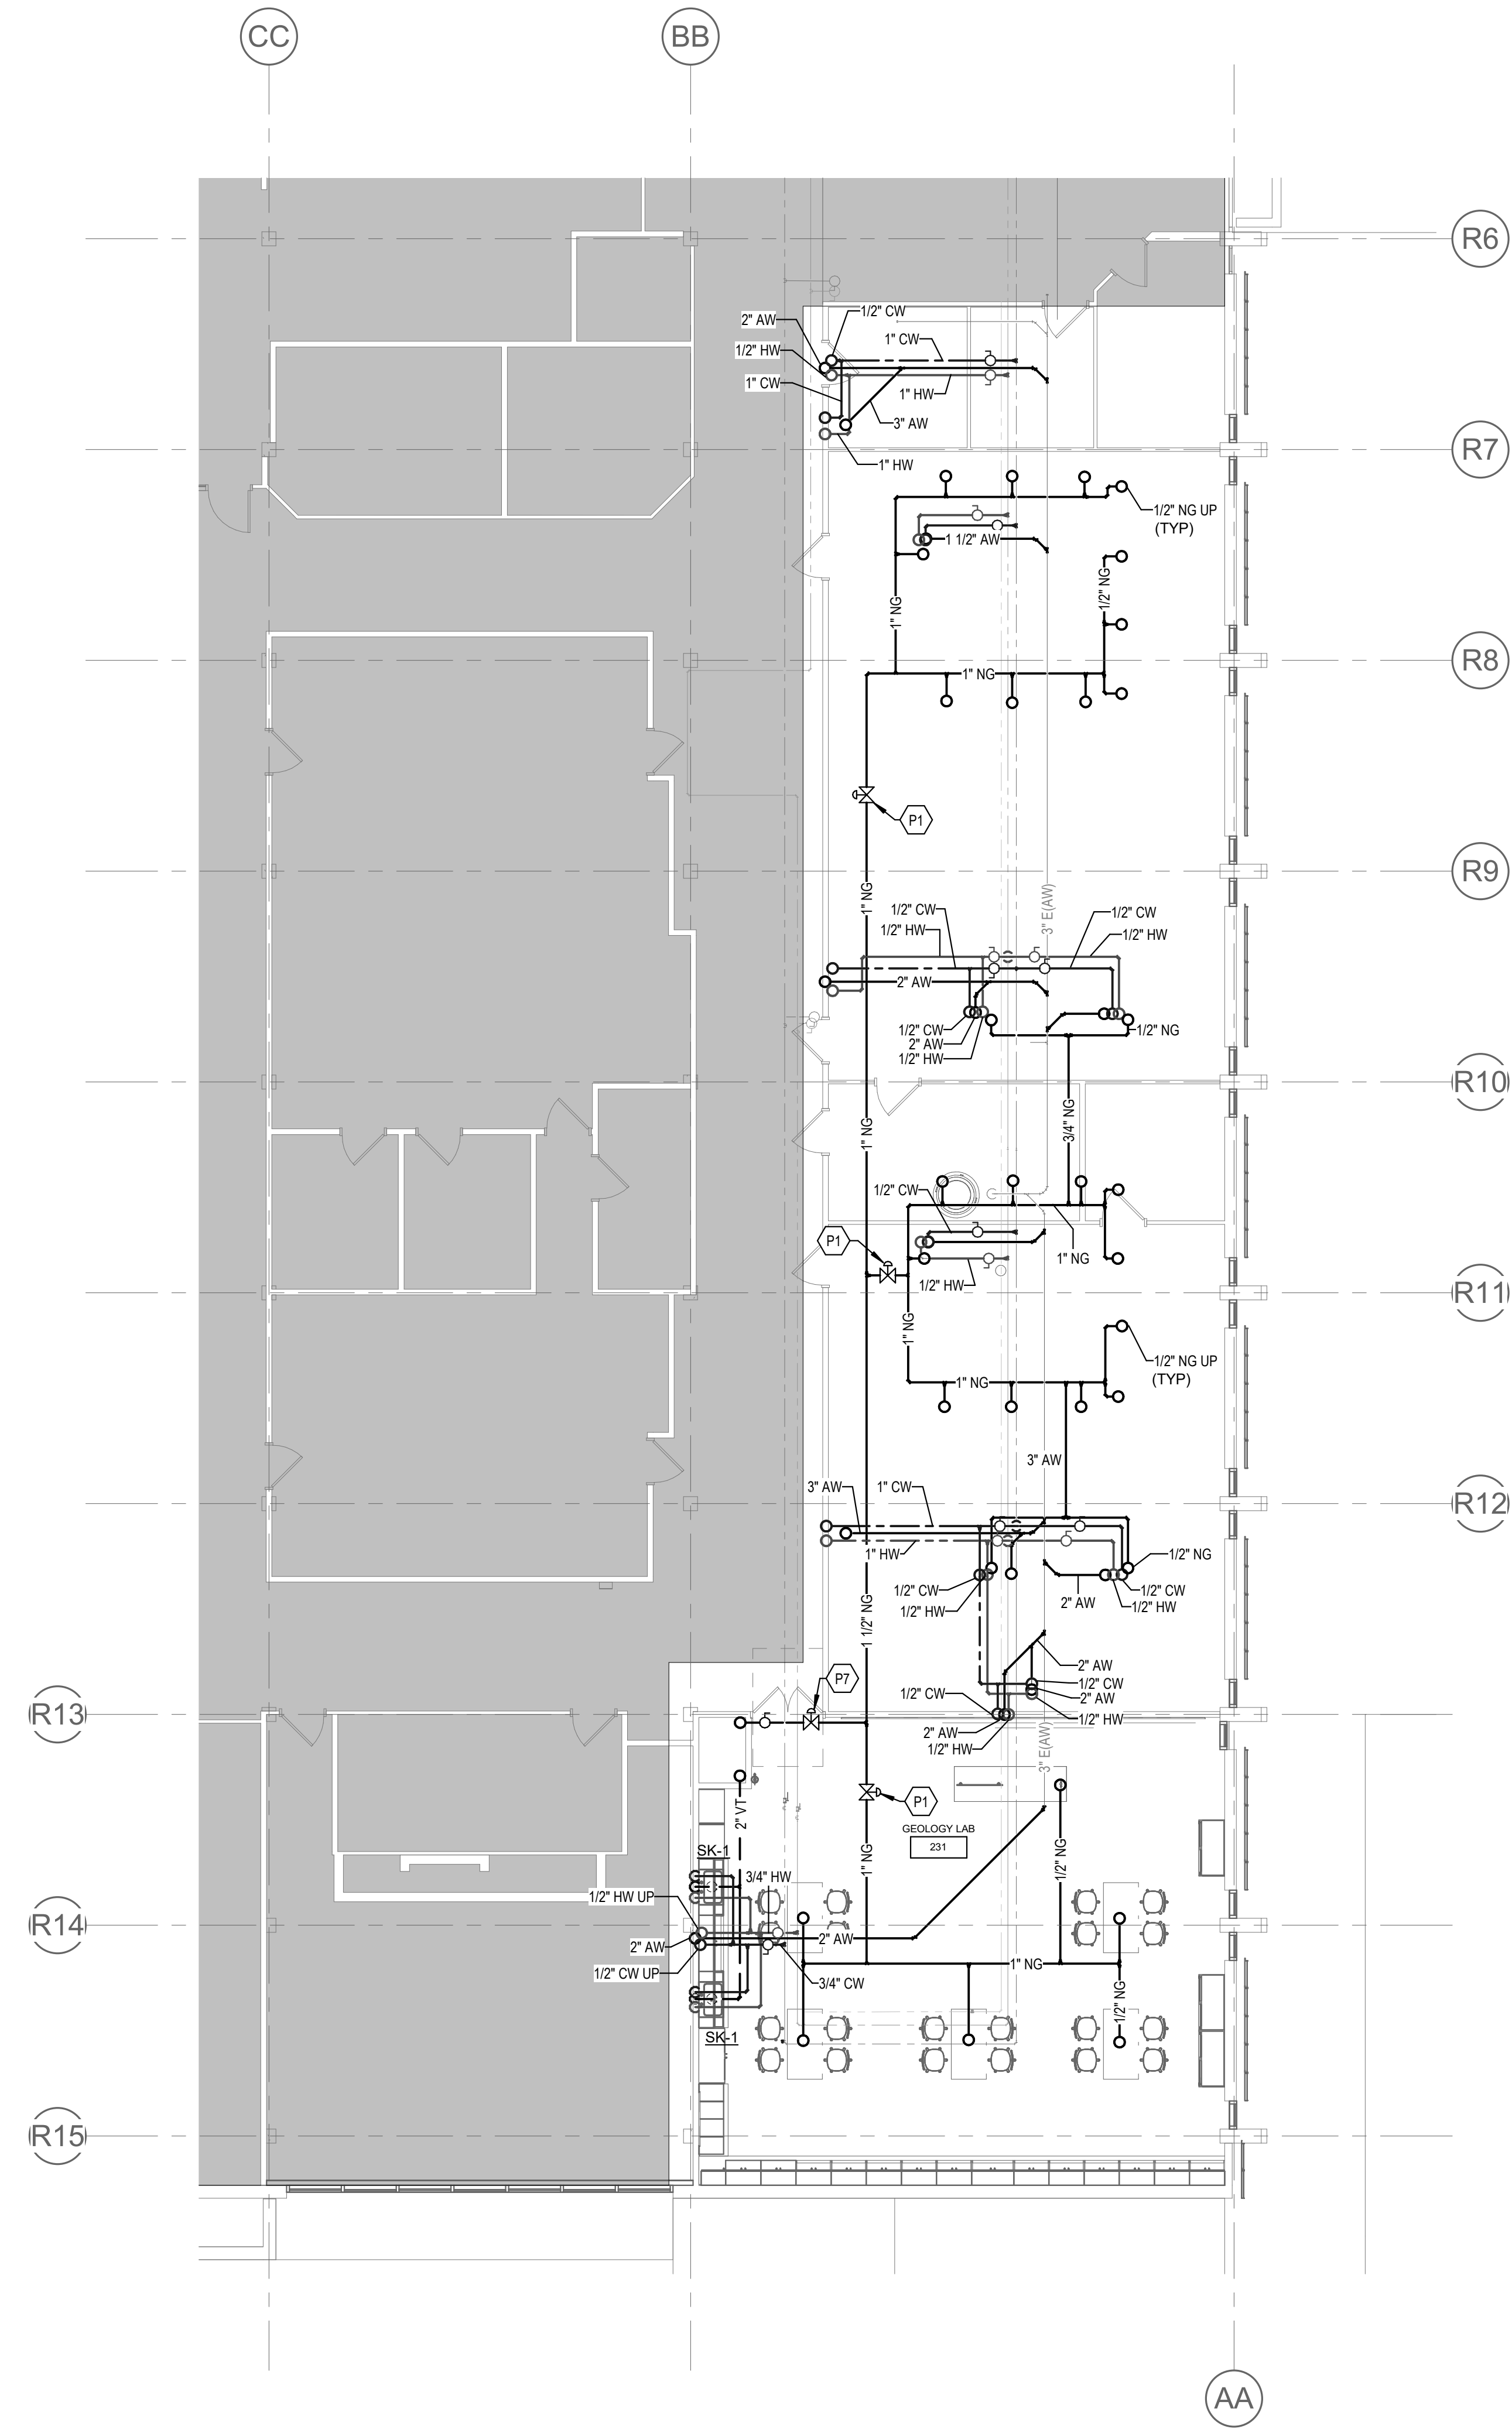 CC
BB
R6
2" AW
1/2" CW
1/2" HW
1" CW
1" CW
1" HW
3" AW
R7
1" HW
1/2" NG UP
(TYP)
1 1/2" AW
1/2" NG
1" NG
R8
1" NG
P1
R9
1" NG
3" E(AW)
1/2" CW
1/2" CW
1/2" HW
1/2" HW
2" AW
1/2" CW
1/2" NG
2" AW
1/2" HW
R10
1" NG
3/4" NG
1/2" CW
P1
1" NG
1/2" HW
R11
1" NG
1/2" NG UP
(TYP)
1" NG
3" AW
3" AW
1" CW
R12
1" HW
1/2" NG
1/2" CW
1/2" CW
2" AW
1/2" HW
1/2" HW
1 1/2" NG
2" AW
P7
1/2" CW
1/2" CW
2" AW
R13
1/2" HW
2" AW
1/2" HW
3" E(AW)
P1
2" VT
GEOLOGY LAB
231
1" NG
1/2" NG
SK-1
3/4" HW
1/2" HW UP
R14
R14
2" AW
2" AW
1/2" CW UP
1" NG
3/4" CW
1/2" NG
SK-1
R15
AA